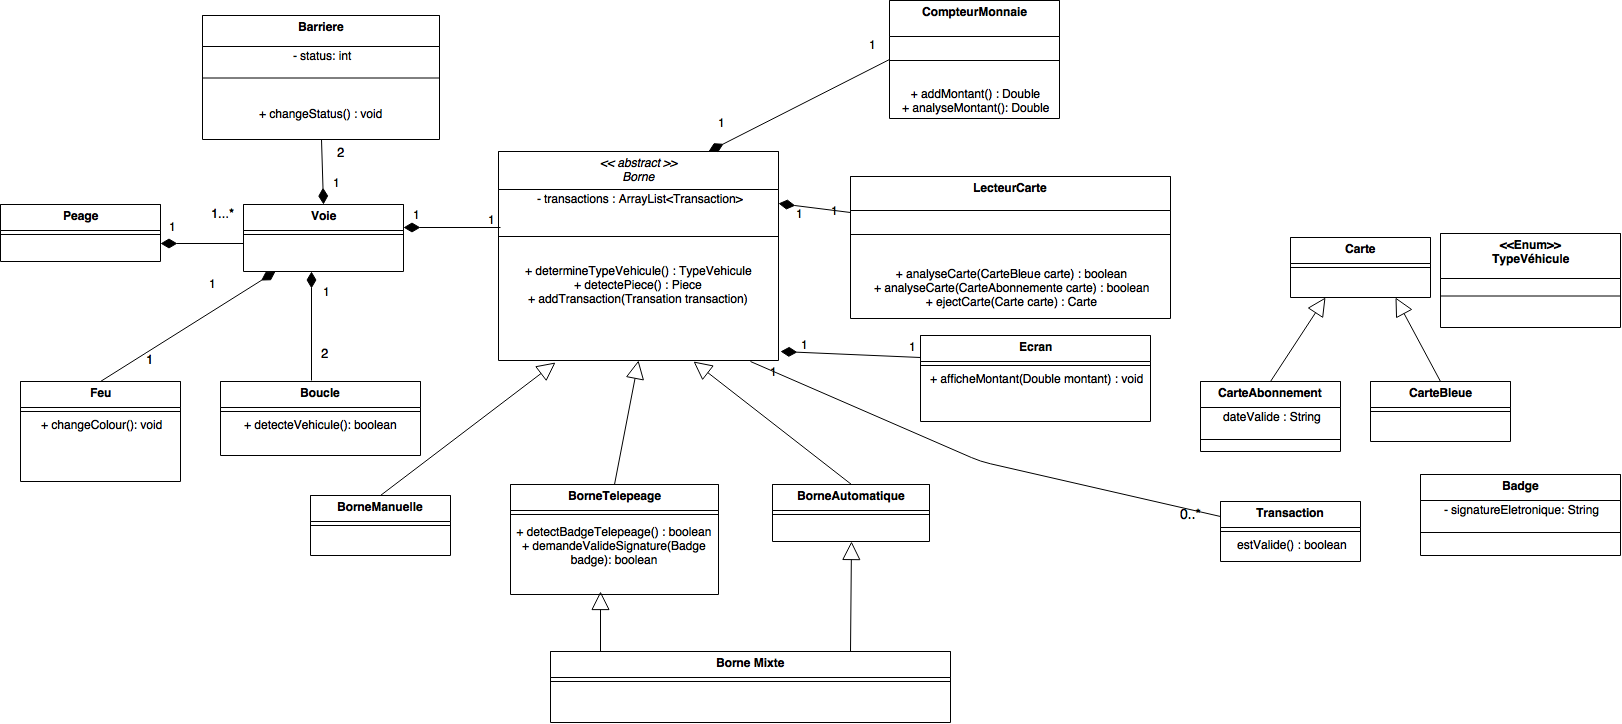 Barriere
- status: int
+ changeStatus() : void
2
1
CompteurMonnaie
+ addMontant() : Double
+ analyseMontant(): Double
1
1
<< abstract >>
Borne
- transactions : ArrayList<Transaction>
+ determineTypeVehicule() : TypeVehicule
+ detectePiece() : Piece
+ addTransaction(Transation transaction)
Peage
1
1...*
Voie
1
1
LecteurCarte
+ analyseCarte(CarteBleue carte) : boolean
+ analyseCarte(CarteAbonnemente carte) : boolean
+ ejectCarte(Carte carte) : Carte
1
1
Carte
<<Enum>>
TypeVéhicule
1
1
1
2
Feu
+ changeColour(): void
Boucle
+ detecteVehicule(): boolean
1
1
Ecran
+ afficheMontant(Double montant) : void
1
0..*
CarteAbonnement
dateValide : String
CarteBleue
BorneManuelle
BorneTelepeage
+ detectBadgeTelepeage() : boolean
+ demandeValideSignature(Badge
badge): boolean
BorneAutomatique
Transaction
estValide() : boolean
Badge
- signatureEletronique: String
Borne Mixte